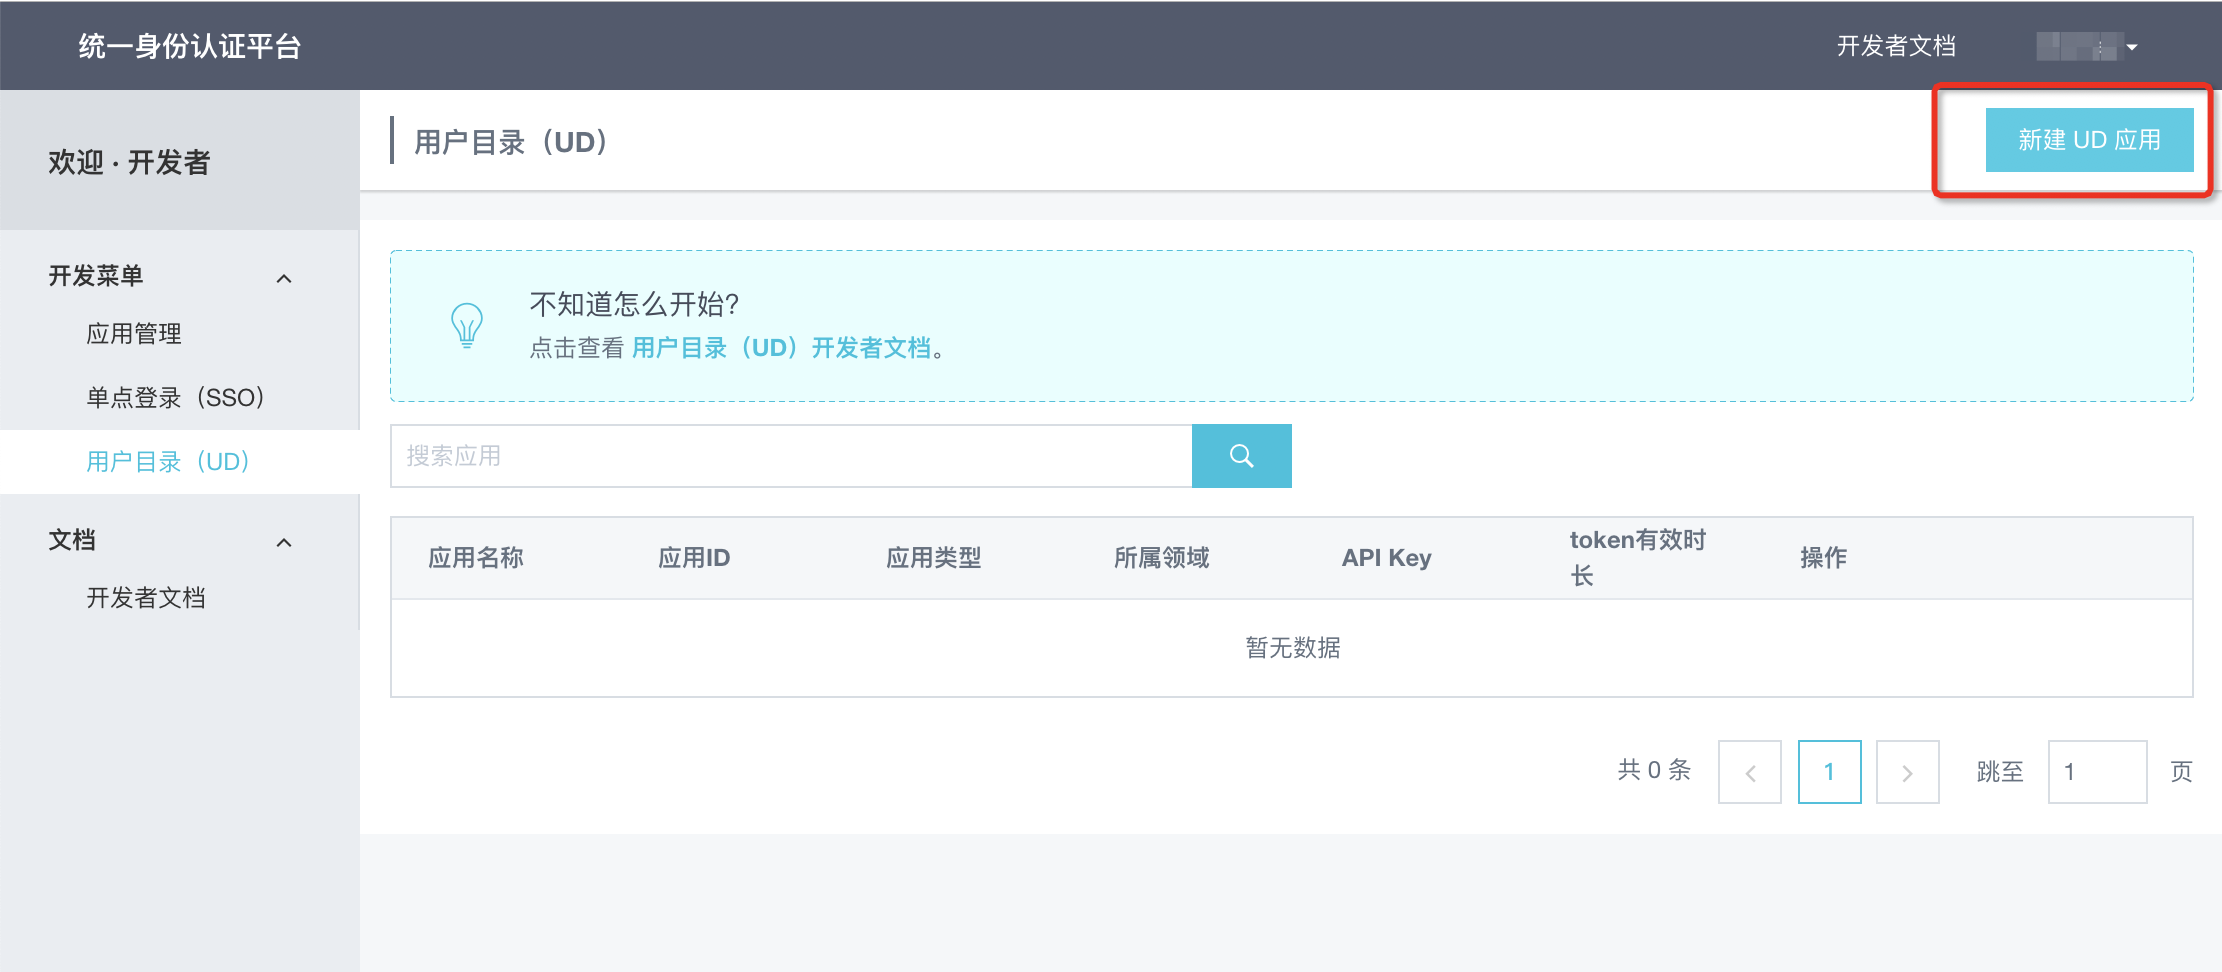 统一身份认证平台
开发者文档
欢迎 · 开发者
用户目录（UD）
新建 UD 应用
开发菜单
应用管理
单点登录（SSO）
用户目录（UD）
文档
开发者文档
不知道怎么开始?
点击查看 用户目录（UD）开发者文档。
搜索应用
应用名称 应用ID 应用类型 所属领域 API Key token有效时长 操作
暂无数据
共 0 条 1 跳至 1 页